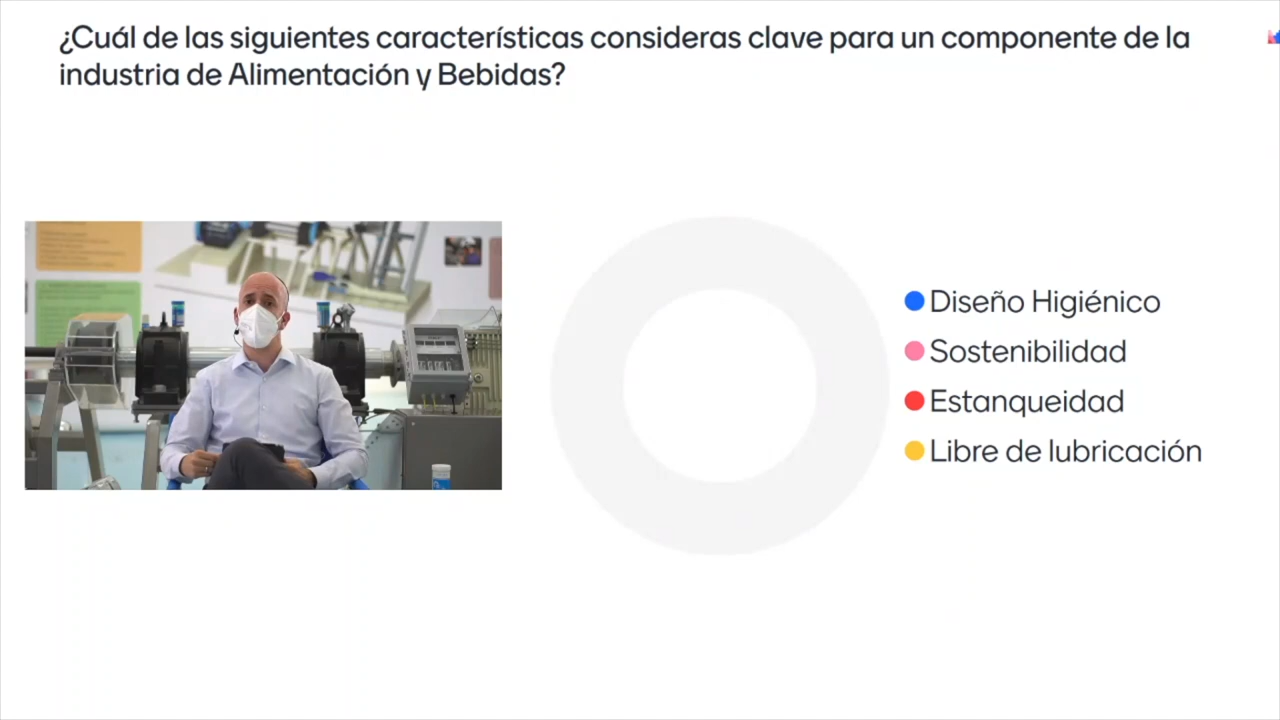 ¿Cuál de las siguientes características consideras clave para un componente de la
industria de Alimentación y Bebidas?
Diseño Higiénico
Sostenibilidad
Estanqueidad
Libre de lubricación